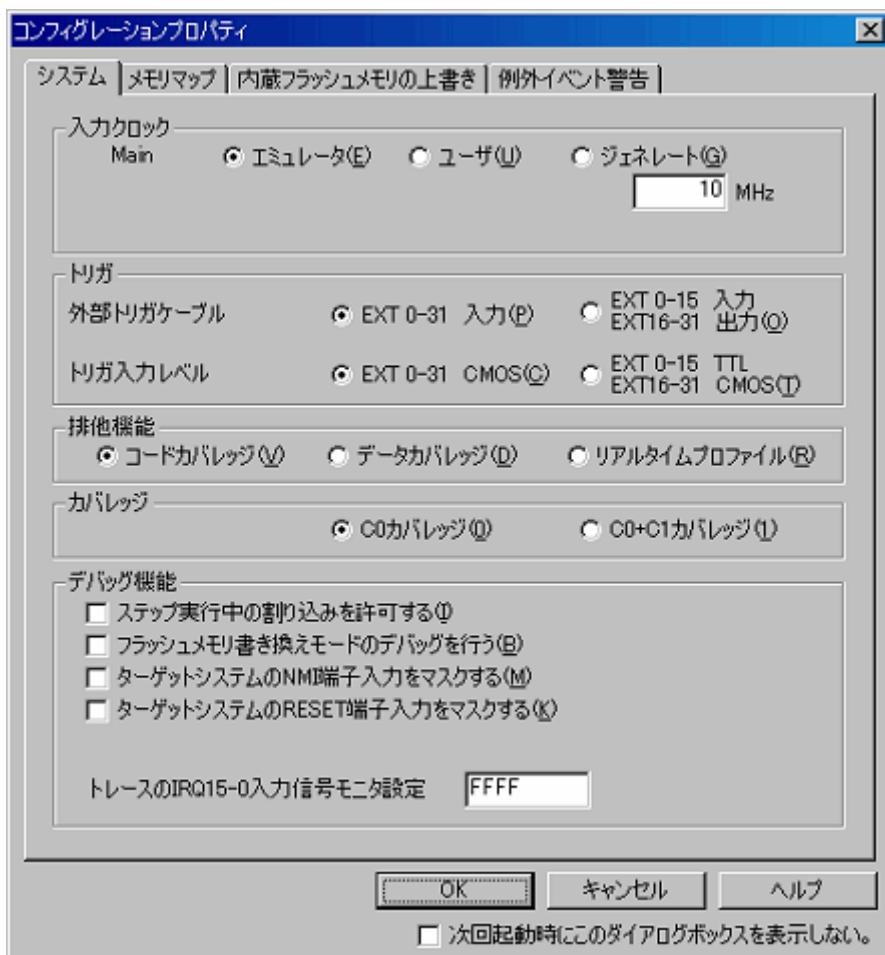 コンフィグレーションプロパティ
システム メモリマップ 内蔵フラッシュメモリの上書き 例外イベント警告
入力クロック
Main エミュレータ(E) ユーザ(U) ジェネレート(G)
10 MHz
トリガ
外部トリガケーブル EXT 0-31 入力(P) EXT 0-15 入力
EXT16-31 出力(O)
トリガ入力レベル EXT 0-31 CMOS(C) EXT 0-15 TTL
EXT16-31 CMOS(T)
排他機能
コードカバレッジ(V) データカバレッジ(D) リアルタイムプロファイル(R)
カバレッジ
C0カバレッジ(0) C0+C1カバレッジ(1)
デバッグ機能
ステップ実行中の割り込みを許可する(I)
フラッシュメモリ書き換えモードのデバッグを行う(B)
ターゲットシステムのNMI端子入力をマスクする(M)
ターゲットシステムのRESET端子入力をマスクする(K)
トレースのIRQ15-0入力信号モニタ設定 FFFF
OK キャンセル ヘルプ
次回起動時にこのダイアログボックスを表示しない。